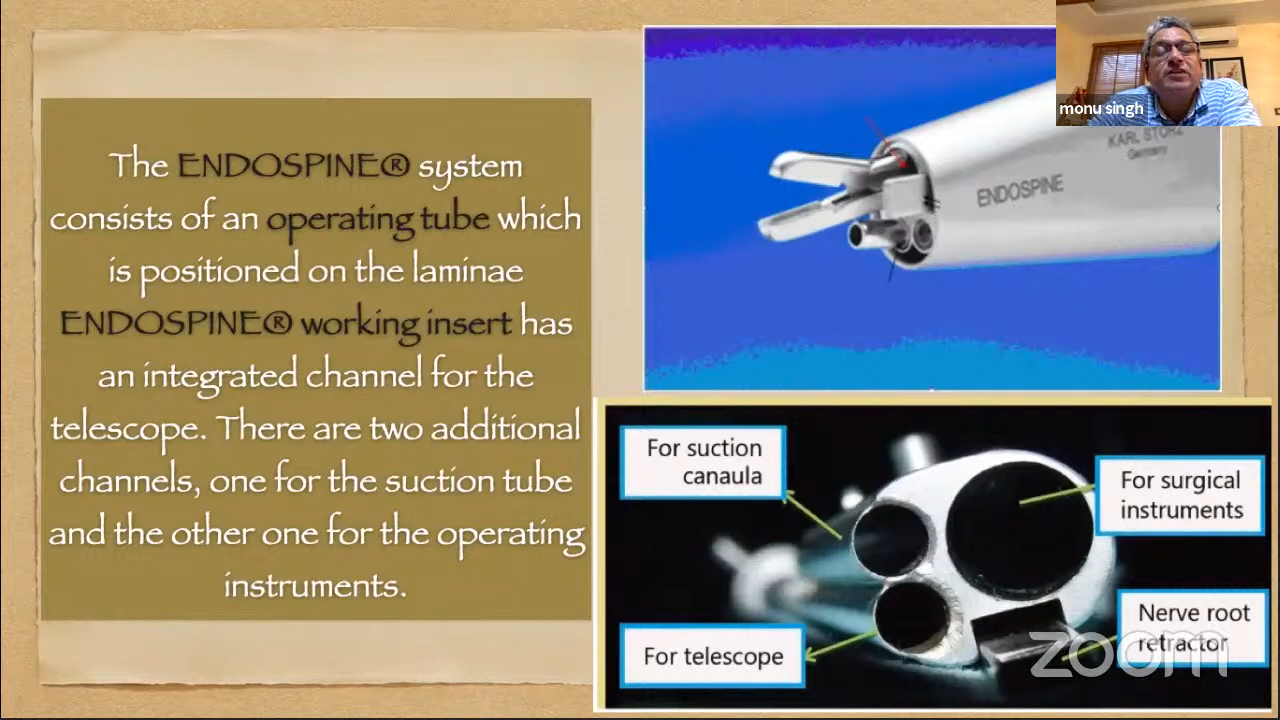 The ENDOSPINE® system
consists of an operating tube which
is positioned on the laminae
ENDOSPINE® working insert has
an integrated channel for the
telescope. There are two additional
channels, one for the suction tube
and the other one for the operating
instruments.
monu singh
KARL STORZ
Germany
ENDOSPINE
For suction
canaula
For surgical
instruments
For telescope
Nerve root
retractor
zoom